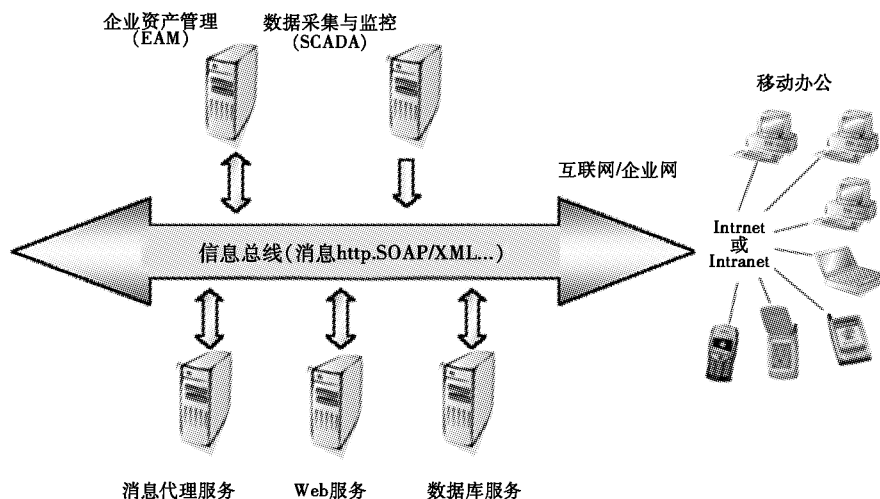 企业资产管理
(EAM)
数据采集与监控
(SCADA)
移动办公
互联网/企业网
信息总线(消息http.SOAP/XML...)
Intrnet
或
Intranet
消息代理服务
Web服务
数据库服务